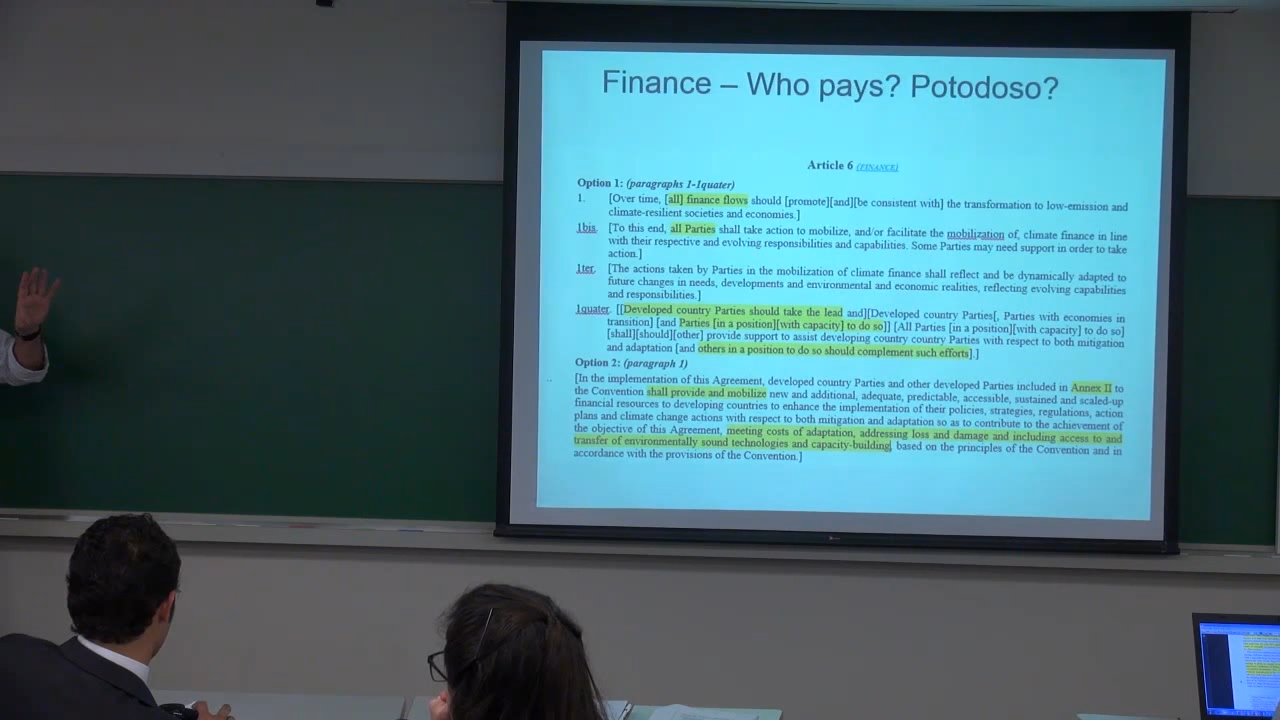 Finance – Who pays? Potodoso?
Article 6 (FINANCE)
Option 1: (paragraphs 1-1quater)
1. [Over time, [all] finance flows should [promote][and][be consistent with] the transformation to low-emission and
climate-resilient societies and economies.]
1bis. [To this end, all Parties shall take action to mobilize, and/or facilitate the mobilization of, climate finance in line
with their respective and evolving responsibilities and capabilities. Some Parties may need support in order to take
action.]
1ter. [The actions taken by Parties in the mobilization of climate finance shall reflect and be dynamically adapted to
future changes in needs, developments and environmental and economic realities, reflecting evolving capabilities
and responsibilities.]
1quater. [[Developed country Parties should take the lead and][Developed country Parties[, Parties with economies in
transition] [and Parties [in a position][with capacity] to do so]] [All Parties [in a position][with capacity] to do so]
[shall][should][other] provide support to assist developing country country Parties with respect to both mitigation
and adaptation [and others in a position to do so should complement such efforts].]
Option 2: (paragraph 1)
[In the implementation of this Agreement, developed country Parties and other developed Parties included in Annex II to
the Convention shall provide and mobilize new and additional, adequate, predictable, accessible, sustained and scaled-up
financial resources to developing countries to enhance the implementation of their policies, strategies, regulations, action
plans and climate change actions with respect to both mitigation and adaptation so as to contribute to the achievement of
the objective of this Agreement, meeting costs of adaptation, addressing loss and damage and including access to and
transfer of environmentally sound technologies and capacity-building, based on the principles of the Convention and in
accordance with the provisions of the Convention.]